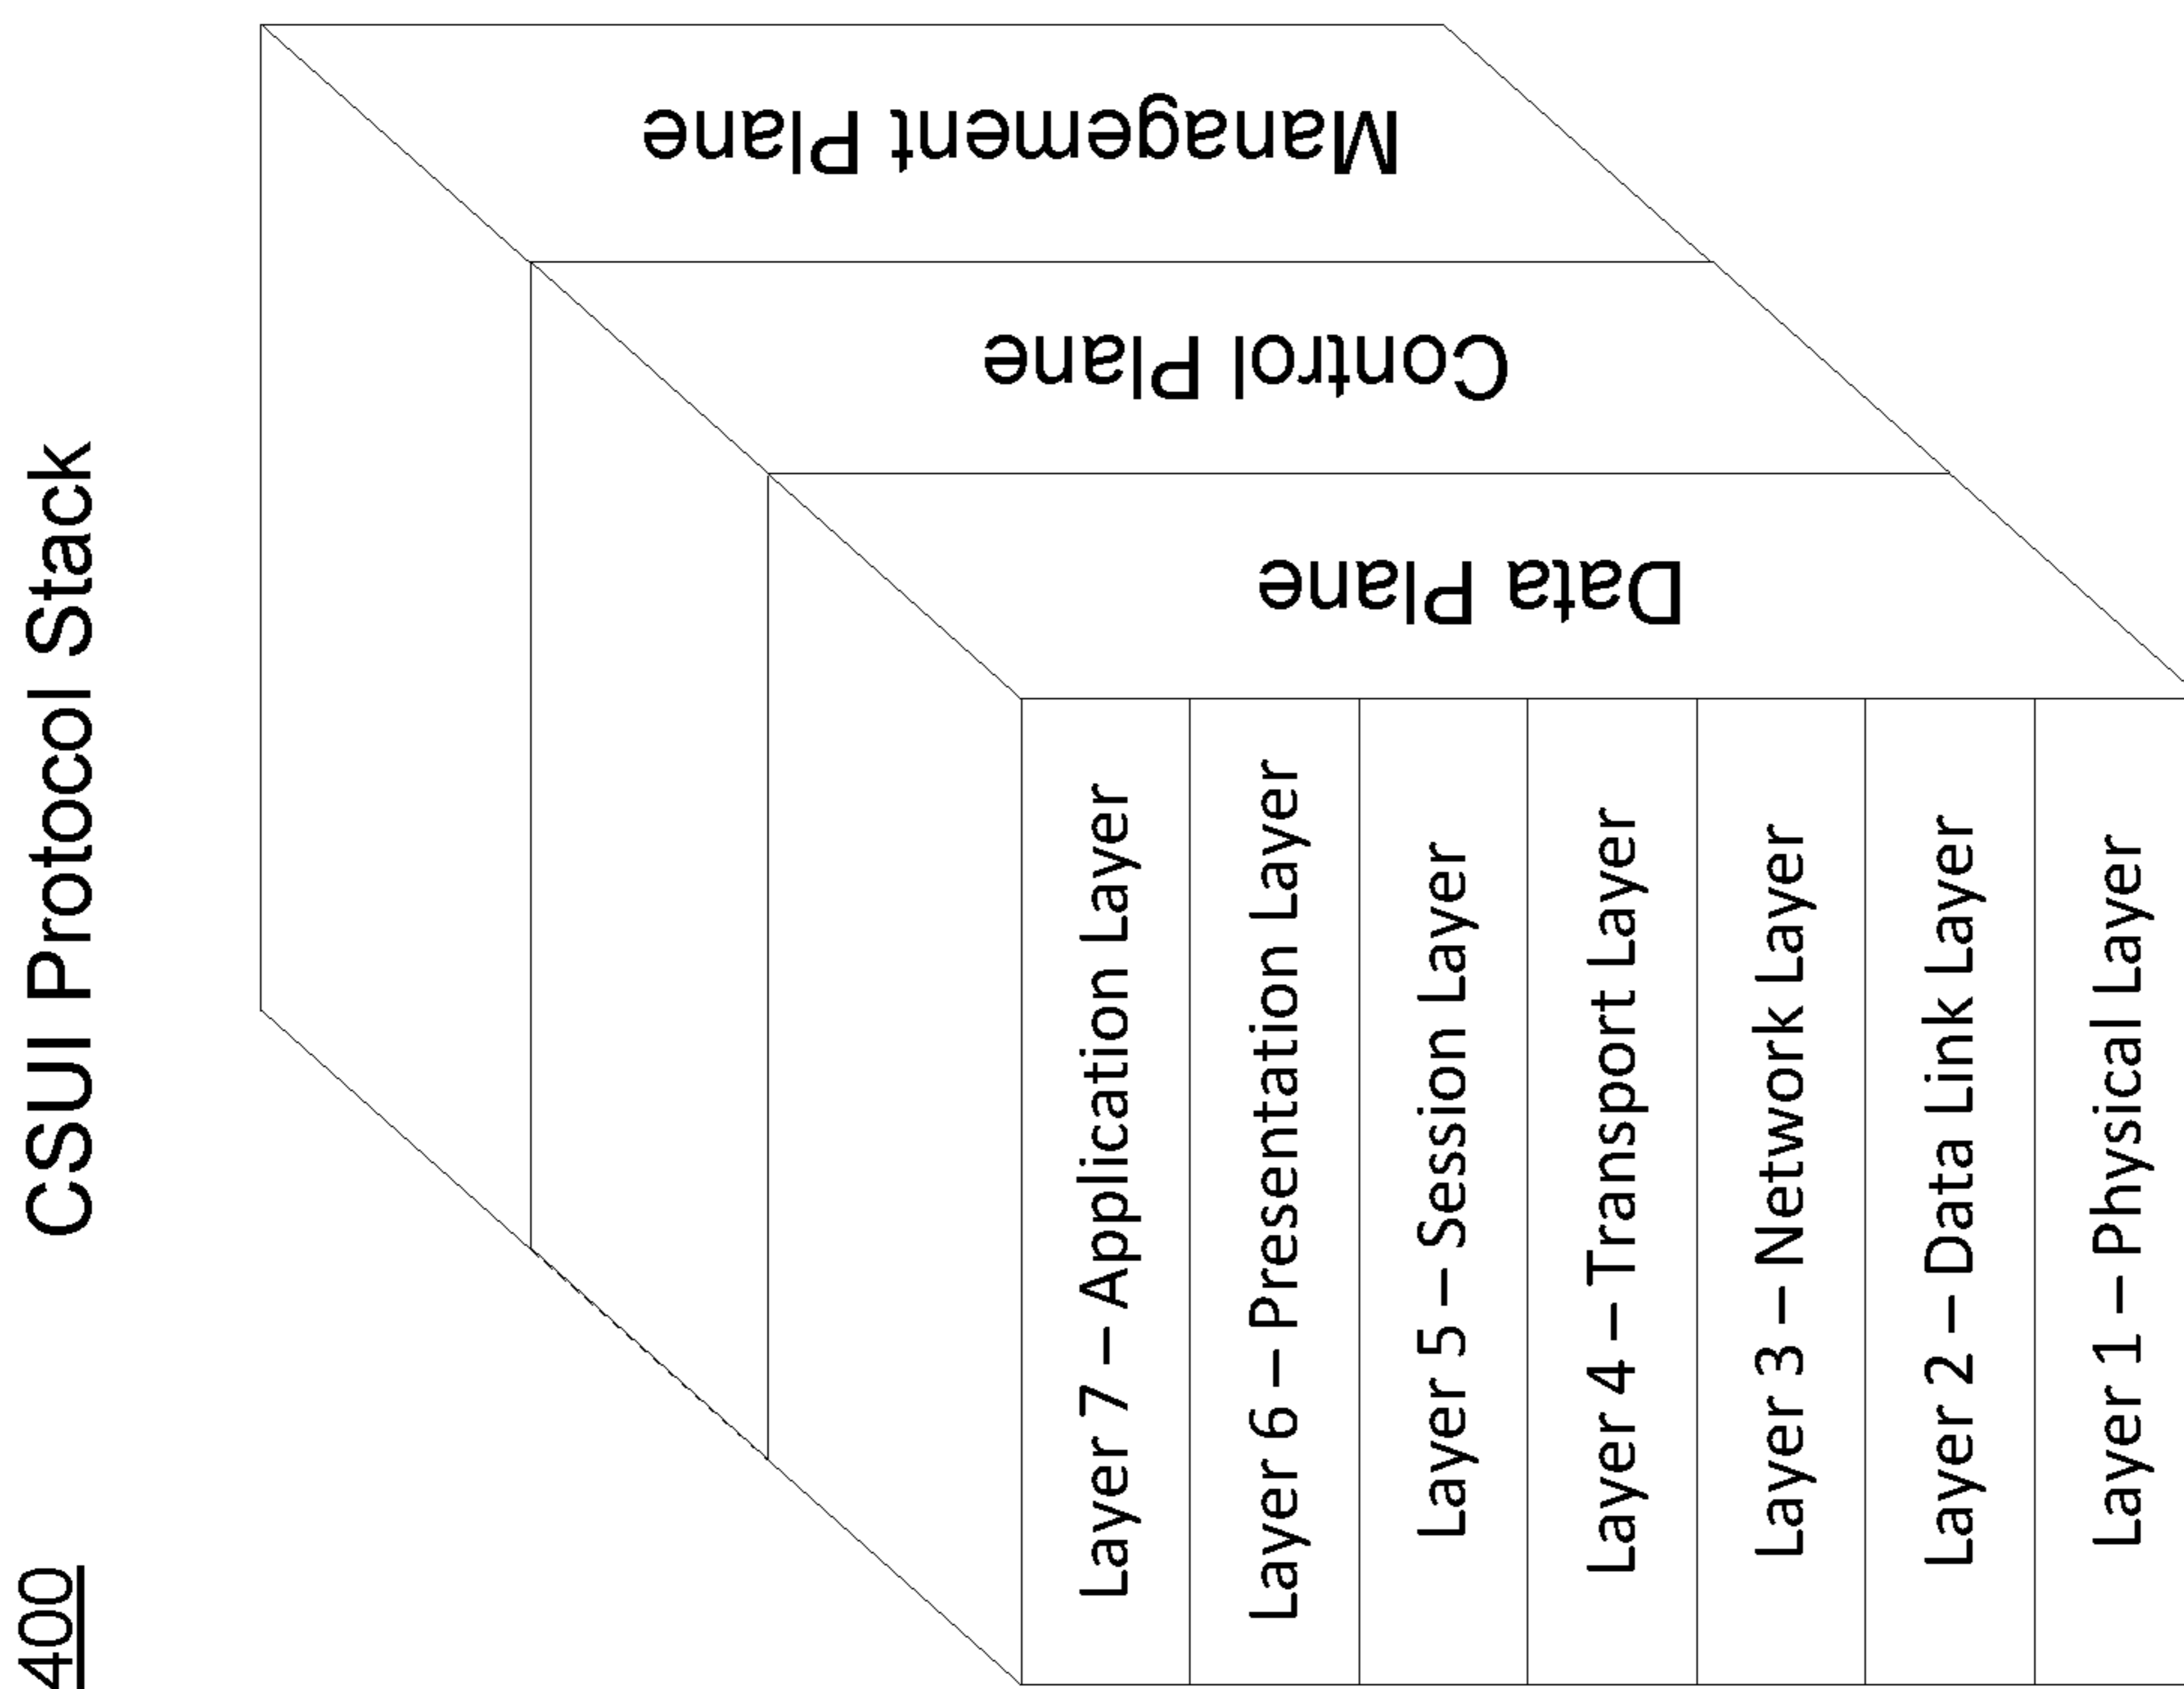 400
CSUI Protocol Stack
Management Plane
Control Plane
Data Plane
Layer 7 – Application Layer
Layer 6 – Presentation Layer
Layer 5 – Session Layer
Layer 4 – Transport Layer
Layer 3 – Network Layer
Layer 2 – Data Link Layer
Layer 1 – Physical Layer